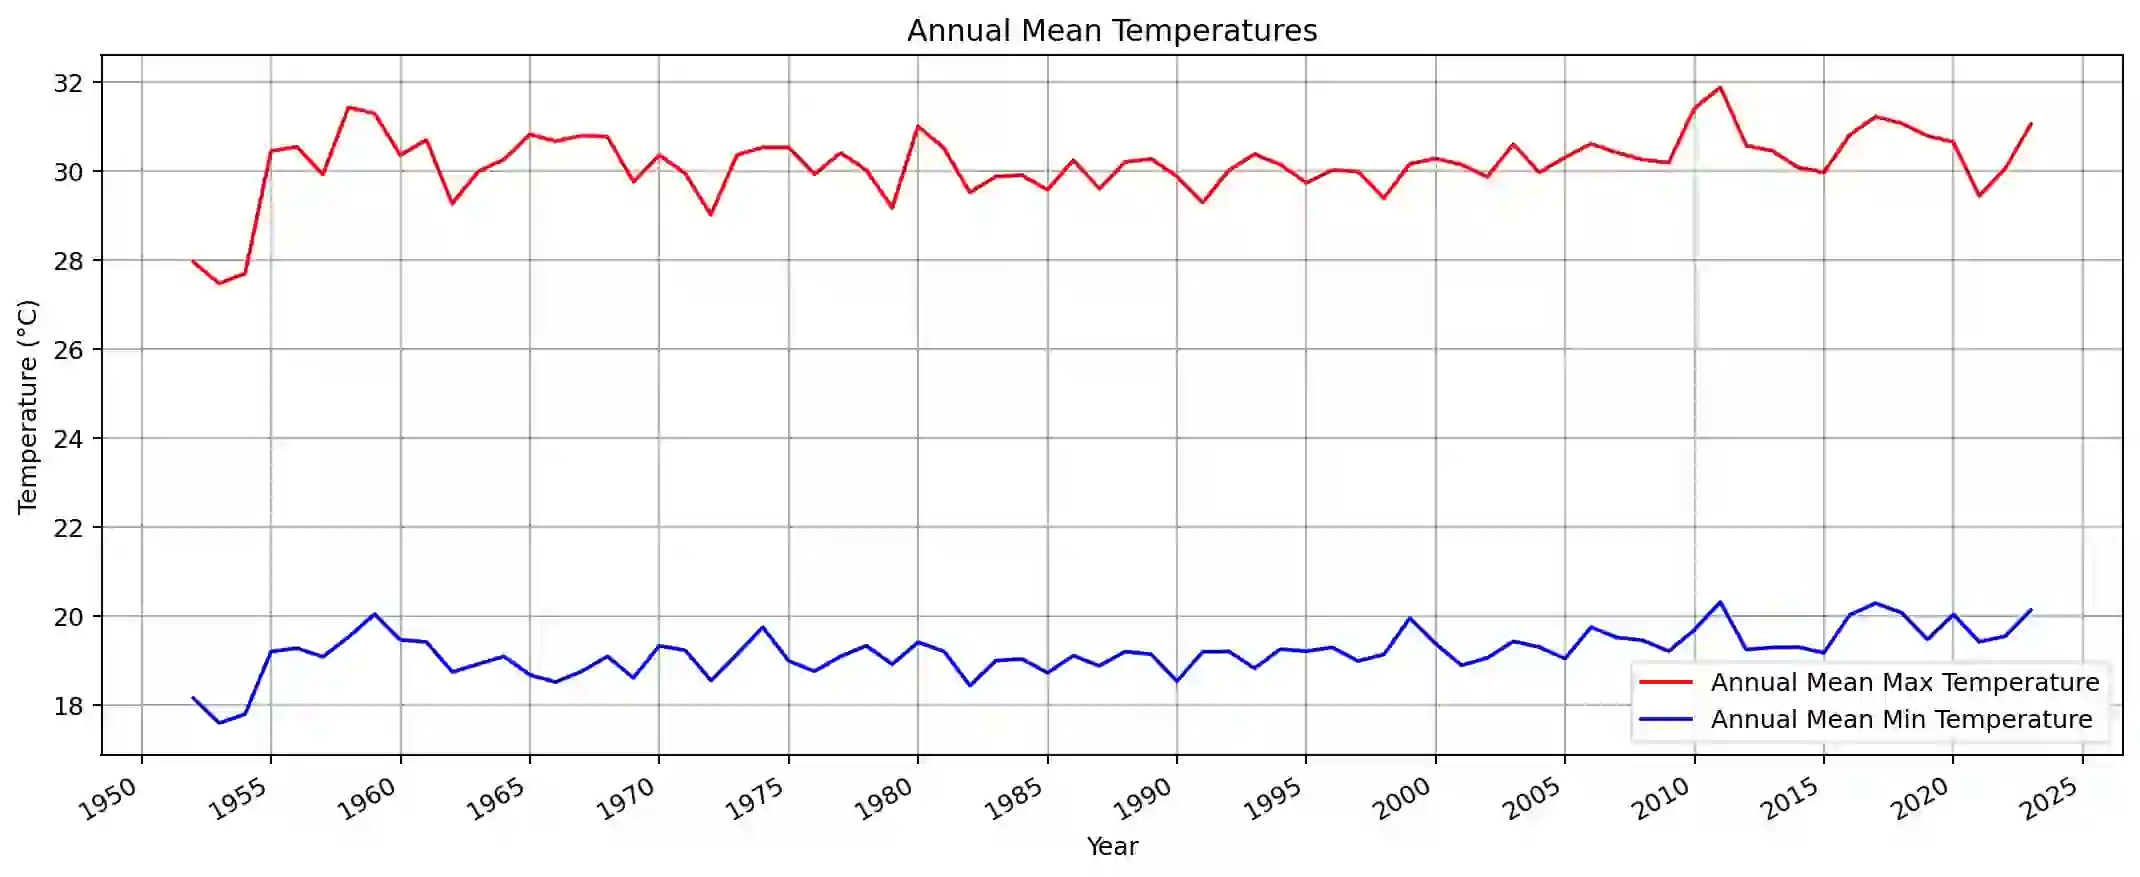 Annual Mean Temperatures
32
30
28
26
24
22
20
18
Temperature (°C)
Annual Mean Max Temperature
Annual Mean Min Temperature
1950 1955 1960 1965 1970 1975 1980 1985 1990 1995 2000 2005 2010 2015 2020 2025
Year